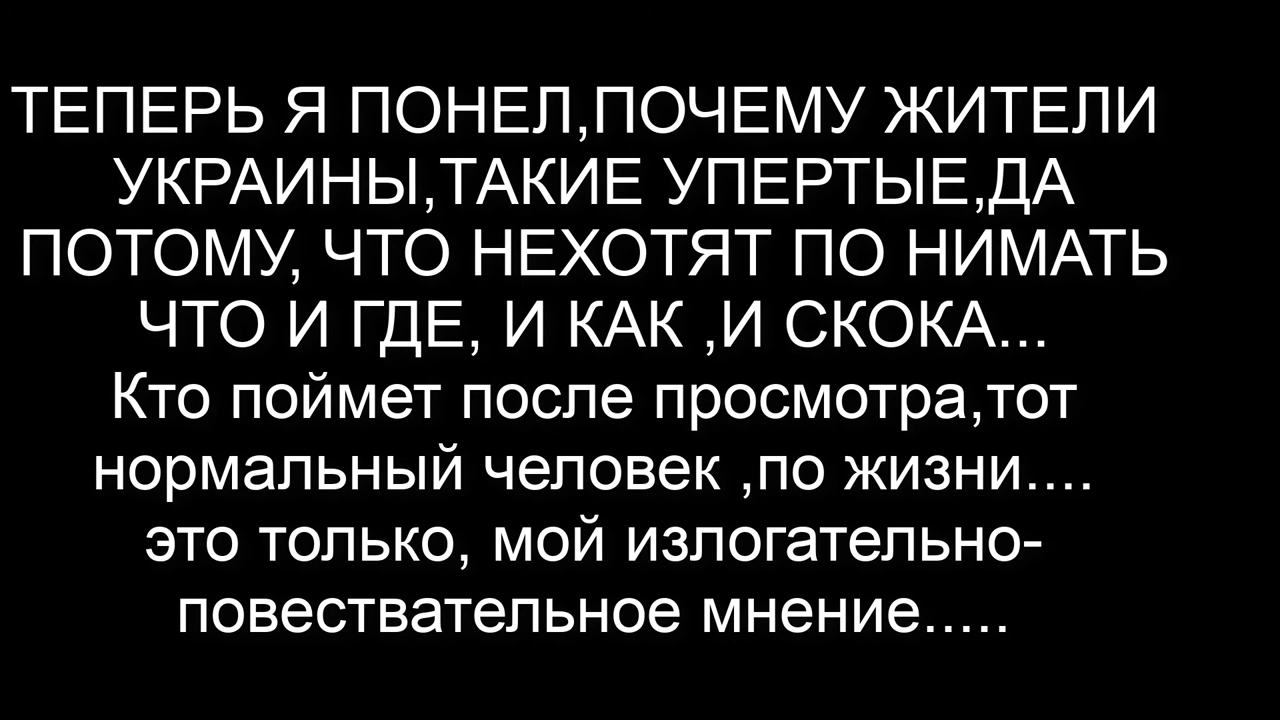 ТЕПЕРЬ Я ПОНЕЛ,ПОЧЕМУ ЖИТЕЛИ
УКРАИНЫ,ТАКИЕ УПЕРТЫЕ,ДА
ПОТОМУ, ЧТО НЕХОТЯТ ПО НИМАТЬ
ЧТО И ГДЕ, И КАК ,И СКОКА...
Кто поймет после просмотра,тот
нормальный человек ,по жизни....
это только, мой излогательно-
повествательное мнение.....